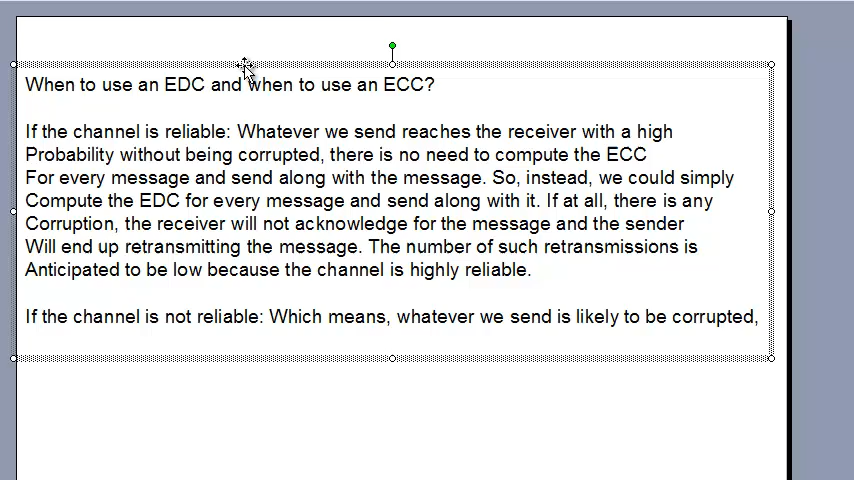 When to use an EDC and when to use an ECC?
If the channel is reliable: Whatever we send reaches the receiver with a high
Probability without being corrupted, there is no need to compute the ECC
For every message and send along with the message. So, instead, we could simply
Compute the EDC for every message and send along with it. If at all, there is any
Corruption, the receiver will not acknowledge for the message and the sender
Will end up retransmitting the message. The number of such retransmissions is
Anticipated to be low because the channel is highly reliable.
If the channel is not reliable: Which means, whatever we send is likely to be corrupted,